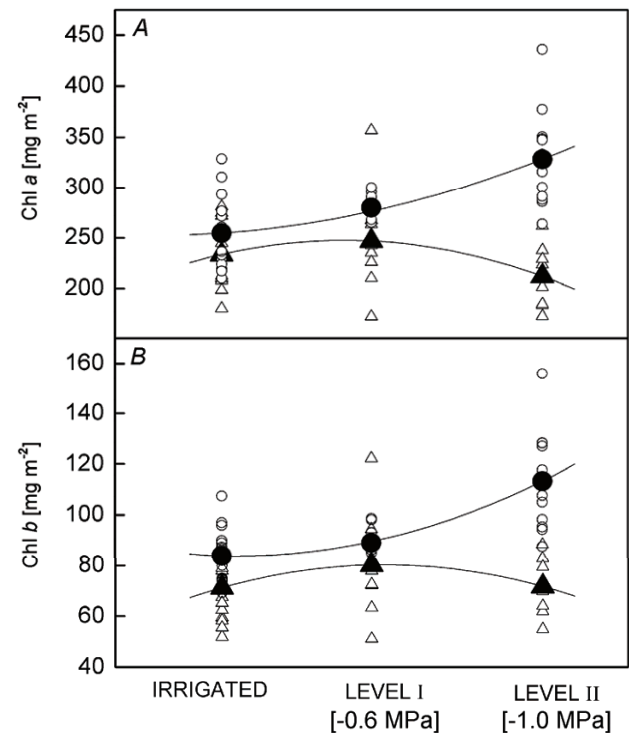 A
450
400
350
300
250
200
Chl a [mg m⁻²]
B
160
140
120
100
80
60
40
Chl b [mg m⁻²]
IRRIGATED LEVEL I LEVEL II
[-0.6 MPa] [-1.0 MPa]